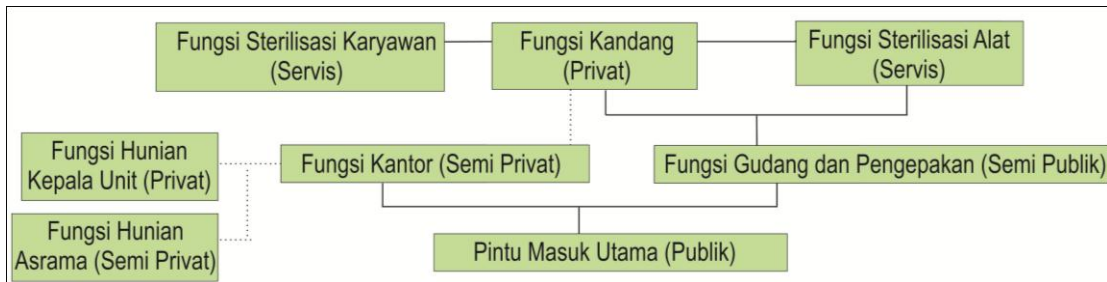 Fungsi Sterilisasi Karyawan
(Servis)
Fungsi Kandang
(Privat)
Fungsi Sterilisasi Alat
(Servis)
Fungsi Hunian
Kepala Unit (Privat)
Fungsi Kantor (Semi Privat)
Fungsi Gudang dan Pengepakan (Semi Publik)
Fungsi Hunian
Asrama (Semi Privat)
Pintu Masuk Utama (Publik)